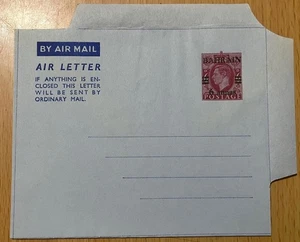 BY AIR MAIL
AIR LETTER
IF ANYTHING IS EN-
CLOSED THIS LETTER
WILL BE SENT BY
ORDINARY MAIL.
BAHRAIN
POSTAGE